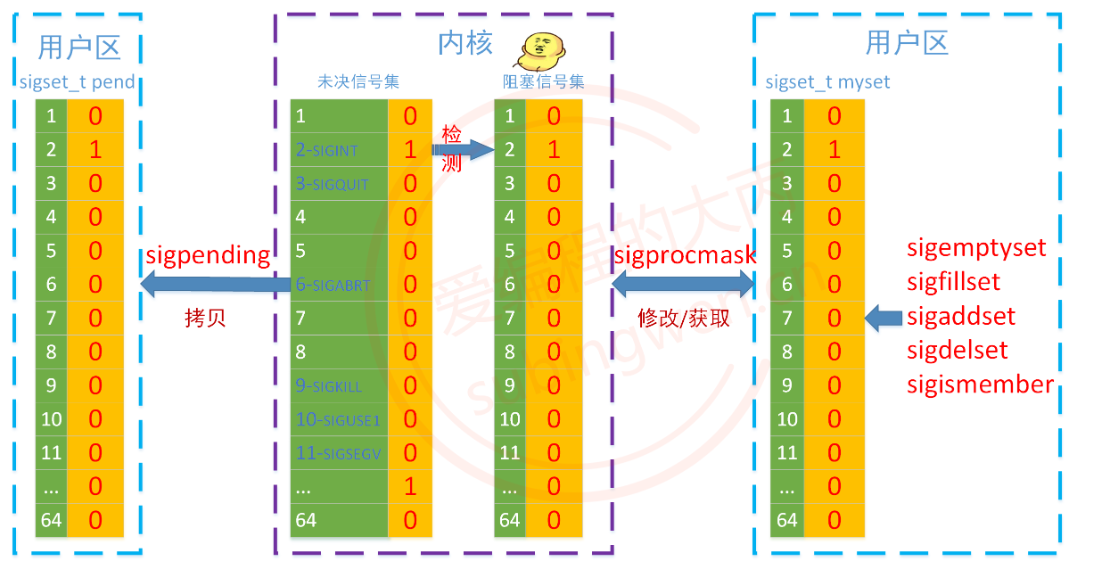 用户区
sigset_t pend
1 0
2 1
3 0
4 0
5 0
6 0
7 0
8 0
9 0
10 0
11 0
... 0
64 0
sigpending
拷贝
内核
未决信号集
1 0
2-SIGINT 1
3-SIGQUIT 0
4 0
5 0
6-SIGABRT 0
7 0
8 0
9-SIGKILL 0
10-SIGUSE1 0
11-SIGSEGV 0
... 1
64 0
检测
阻塞信号集
1 0
2 1
3 0
4 0
5 0
6 0
7 0
8 0
9 0
10 0
11 0
... 0
64 0
sigprocmask
修改/获取
用户区
sigset_t myset
1 0
2 1
3 0
4 0
5 0
6 0
7 0
8 0
9 0
10 0
11 0
... 0
64 0
sigemptyset
sigfillset
sigaddset
sigdelset
sigismember
爱编程的大丙
subingwen.cn